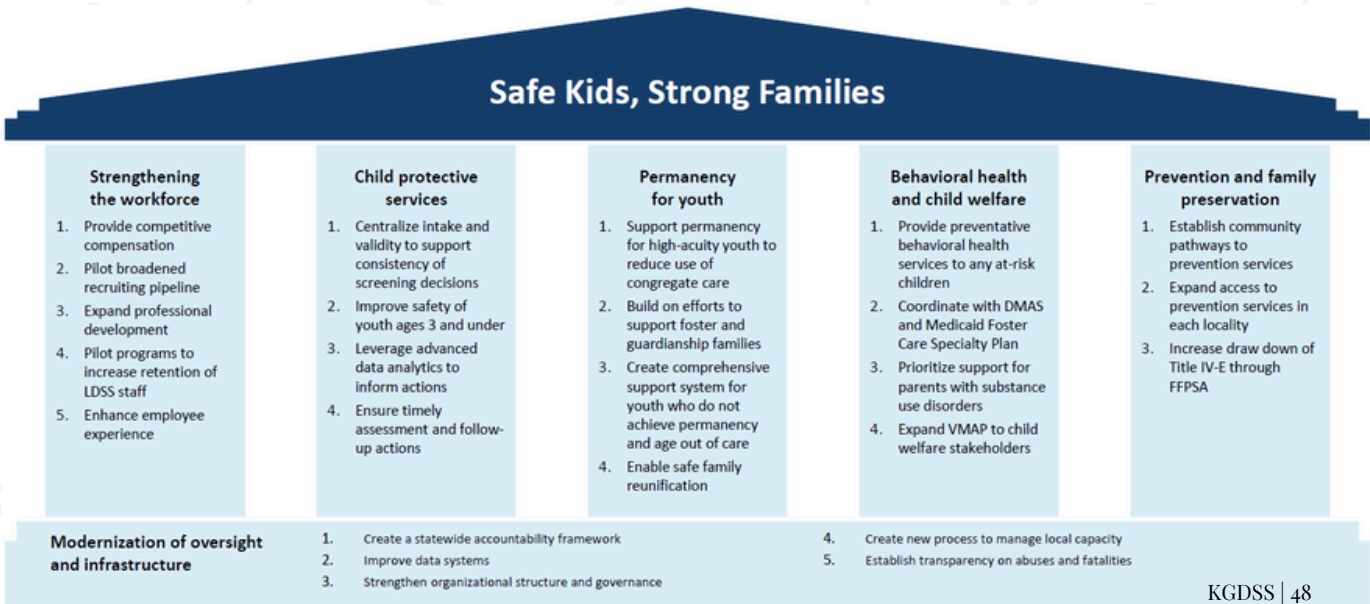 Safe Kids, Strong Families
Strengthening
the workforce
1. Provide competitive
compensation
2. Pilot broadened
recruiting pipeline
3. Expand professional
development
4. Pilot programs to
increase retention of
LDSS staff
5. Enhance employee
experience
Child protective
services
1. Centralize intake and
validity to support
consistency of
screening decisions
2. Improve safety of
youth ages 3 and under
3. Leverage advanced
data analytics to
inform actions
4. Ensure timely
assessment and follow-
up actions
Permanency
for youth
1. Support permanency
for high-acuity youth to
reduce use of
congregate care
2. Build on efforts to
support foster and
guardianship families
3. Create comprehensive
support system for
youth who do not
achieve permanency
and age out of care
4. Enable safe family
reunification
Behavioral health
and child welfare
1. Provide preventative
behavioral health
services to any at-risk
children
2. Coordinate with DMAS
and Medicaid Foster
Care Specialty Plan
3. Prioritize support for
parents with substance
use disorders
4. Expand VMAP to child
welfare stakeholders
Prevention and family
preservation
1. Establish community
pathways to
prevention services
2. Expand access to
prevention services in
each locality
3. Increase draw down of
Title IV-E through
FFPSA
Modernization of oversight
and infrastructure
1. Create a statewide accountability framework
2. Improve data systems
3. Strengthen organizational structure and governance
4. Create new process to manage local capacity
5. Establish transparency on abuses and fatalities
KGDSS | 48